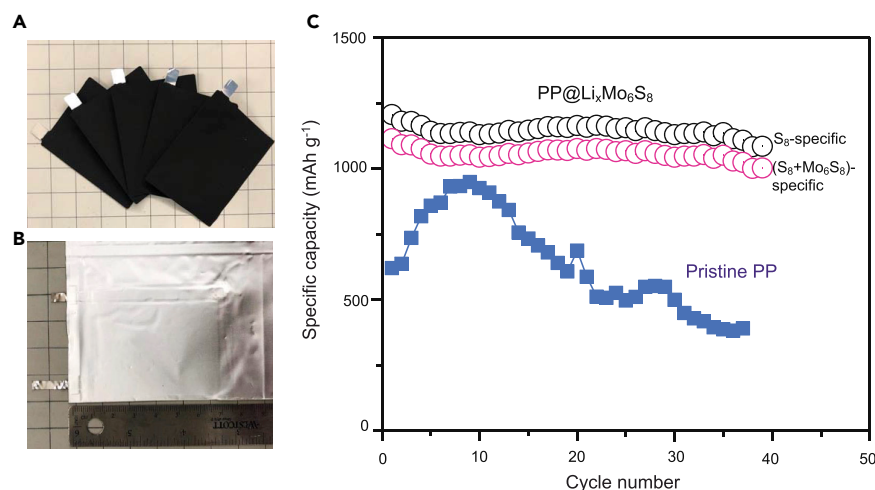 A
B
WESTCOTT
C
1500
1000
500
0
Specific capacity (mAh g⁻¹)
PP@LiₓMo₆S₈
S₈-specific
(S₈+Mo₆S₈)-
specific
Pristine PP
0
10
20
30
40
50
Cycle number